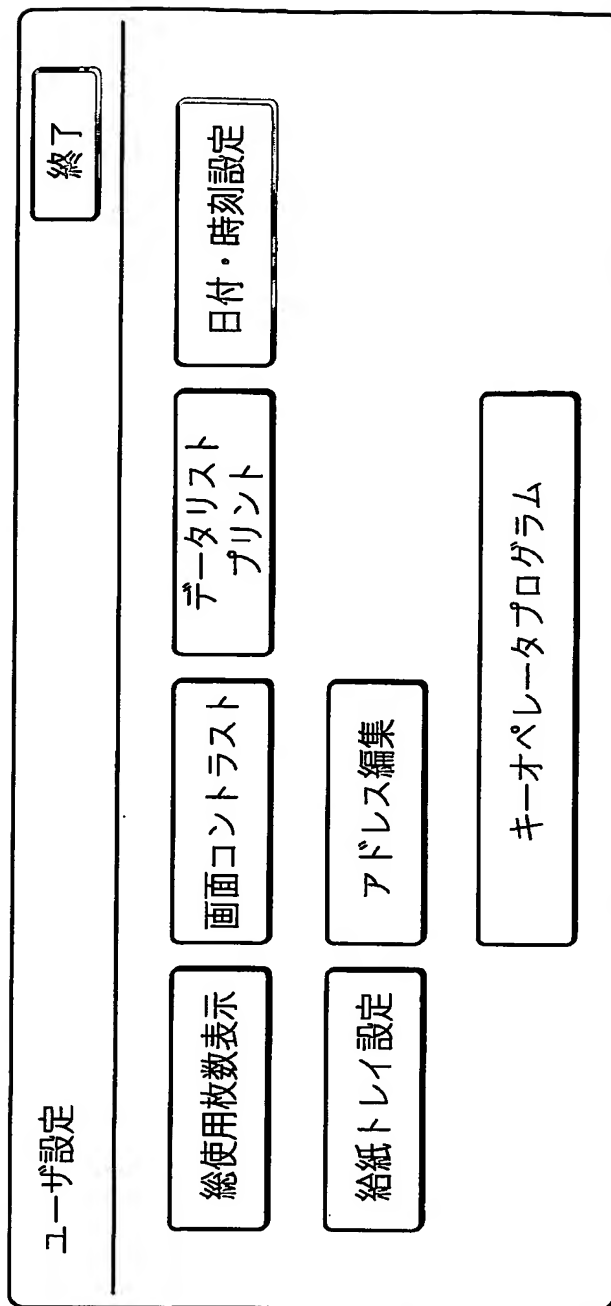 ユーザ設定
終了
総使用枚数表示
画面コントラスト
データリスト
プリント
日付・時刻設定
給紙トレイ設定
アドレス編集
キーオペレータプログラム